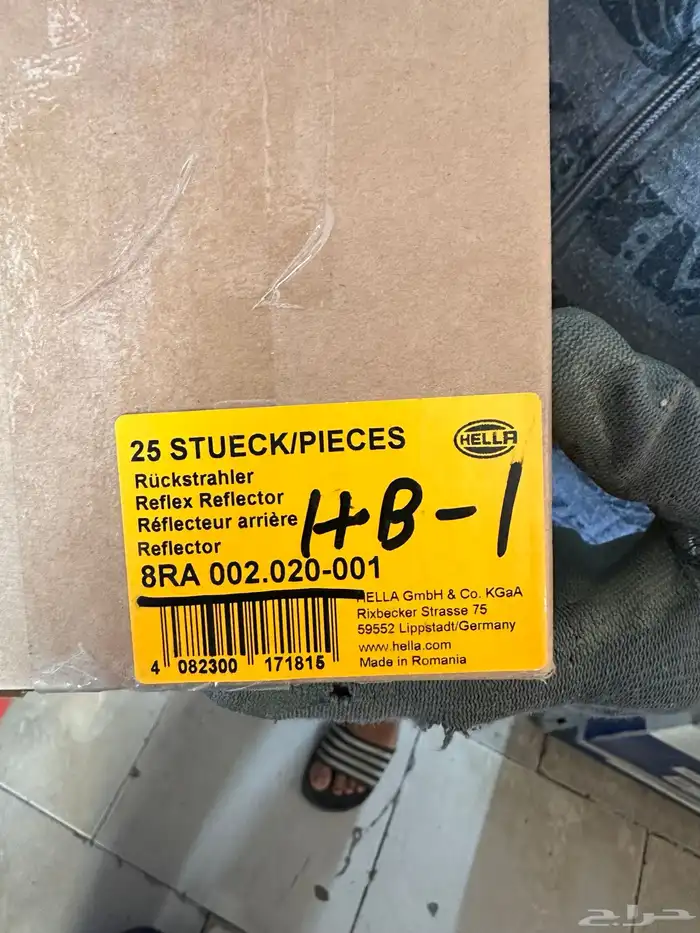 25 STUECK/PIECES
HELLA
Rückstrahler
Reflex Reflector
Réflecteur arrière
Reflector
HB-1
8RA 002.020-001
HELLA GmbH & Co. KGaA
Rixbecker Strasse 75
59552 Lippstadt/Germany
www.hella.com
Made in Romania
4 082300 171815
حراج